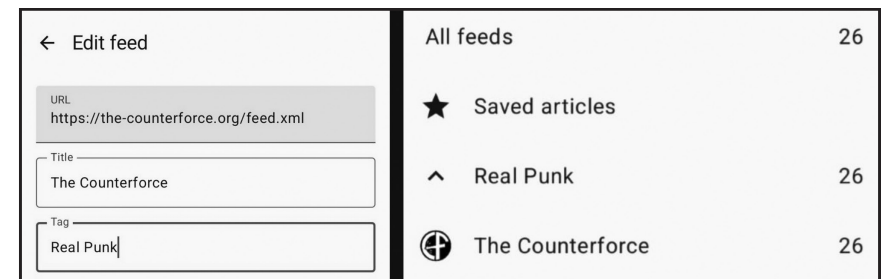 Edit feed
URL
https://the-counterforce.org/feed.xml
Title
The Counterforce
Tag
Real Punk
All feeds 26
Saved articles
Real Punk 26
The Counterforce 26